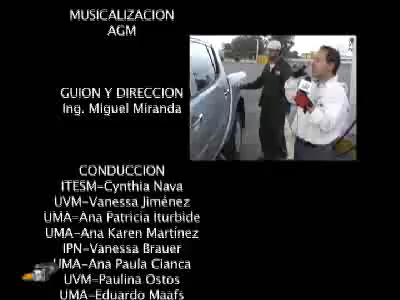 MUSICALIZACION
AGM
GUION Y DIRECCION
Ing. Miguel Miranda
CONDUCCION
ITESM-Cynthia Nava
UVM-Vanessa Jiménez
UMA-Ana Patricia Iturbide
UMA-Ana Karen Martínez
IPN-Vanessa Brauer
UMA-Ana Paula Cianca
UVM-Paulina Ostos
UMA-Eduardo Maafs